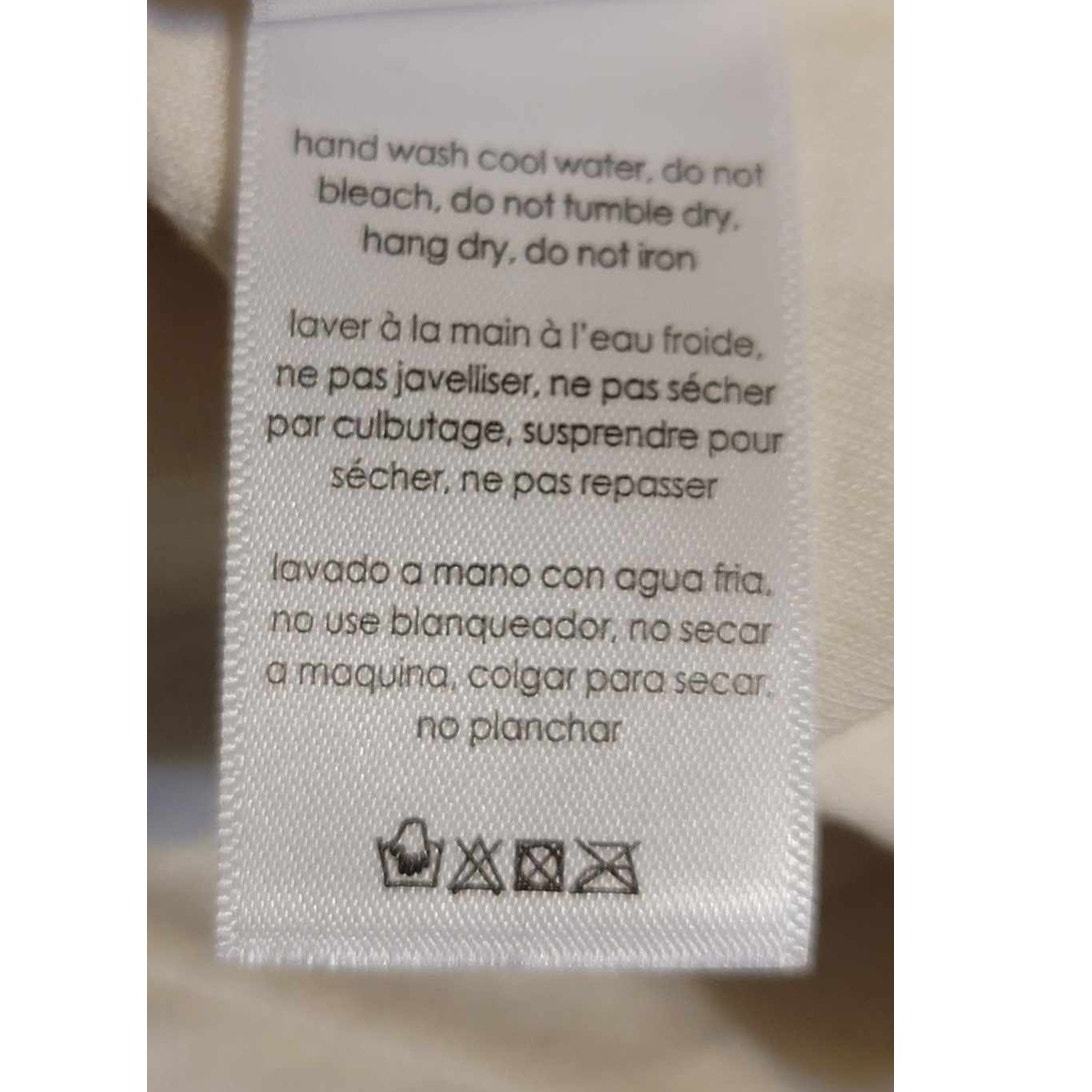 hand wash cool water, do not
bleach, do not tumble dry,
hang dry, do not iron
laver à la main à l'eau froide,
ne pas javelliser, ne pas sécher
par culbutage, susprendre pour
sécher, ne pas repasser
lavado a mano con agua fria,
no use blanqueador, no secar
a maquina, colgar para secar,
no planchar